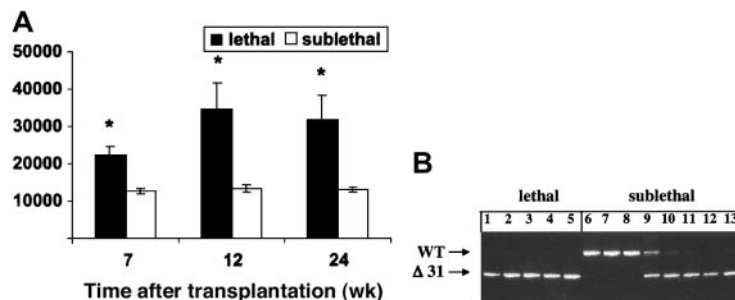 A
lethal sublethal
50000
40000
30000
20000
10000
* * *
7 12 24
Time after transplantation (wk)
B
lethal sublethal
1 2 3 4 5 6 7 8 9 10 11 12 13
WT
Δ 31